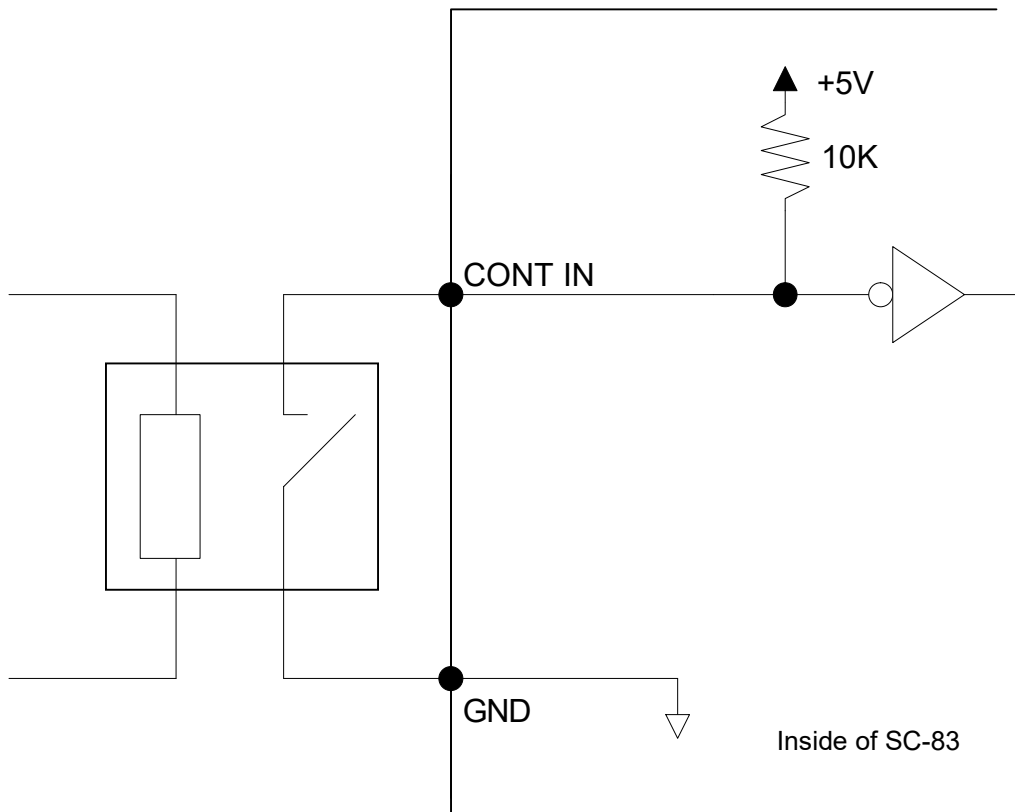 +5V
10K
CONT IN
GND
Inside of SC-83